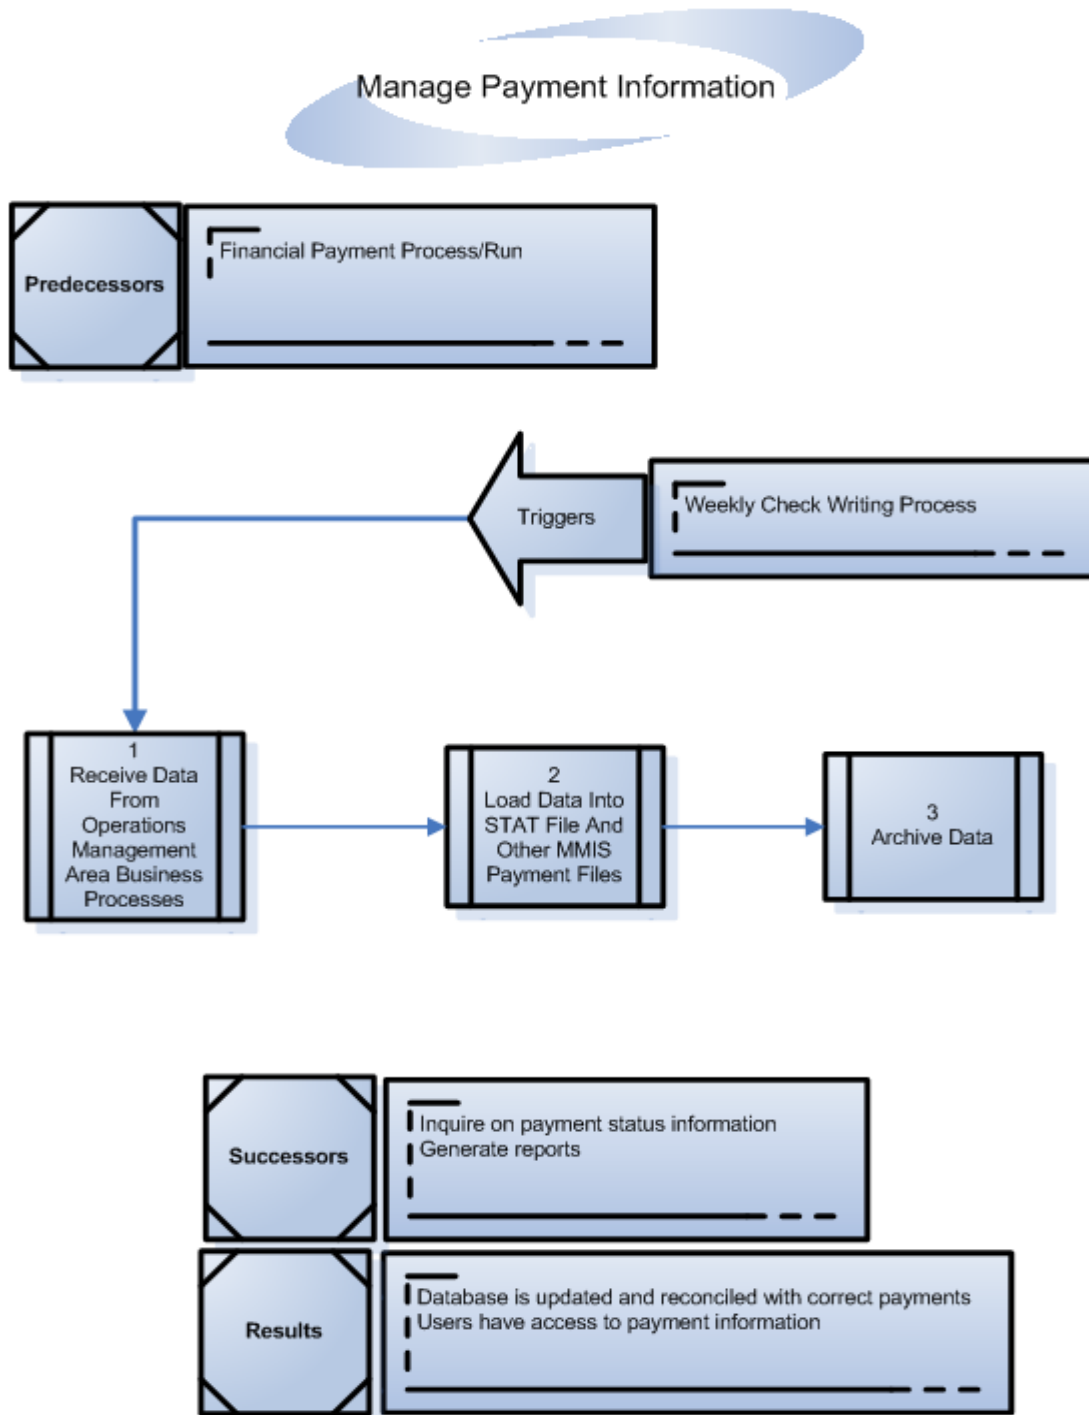 Manage Payment Information
Predecessors
Financial Payment Process/Run
Triggers
Weekly Check Writing Process
1
Receive Data
From
Operations
Management
Area Business
Processes
2
Load Data Into
STAT File And
Other MMIS
Payment Files
3
Archive Data
Successors
Inquire on payment status information
Generate reports
Results
Database is updated and reconciled with correct payments
Users have access to payment information